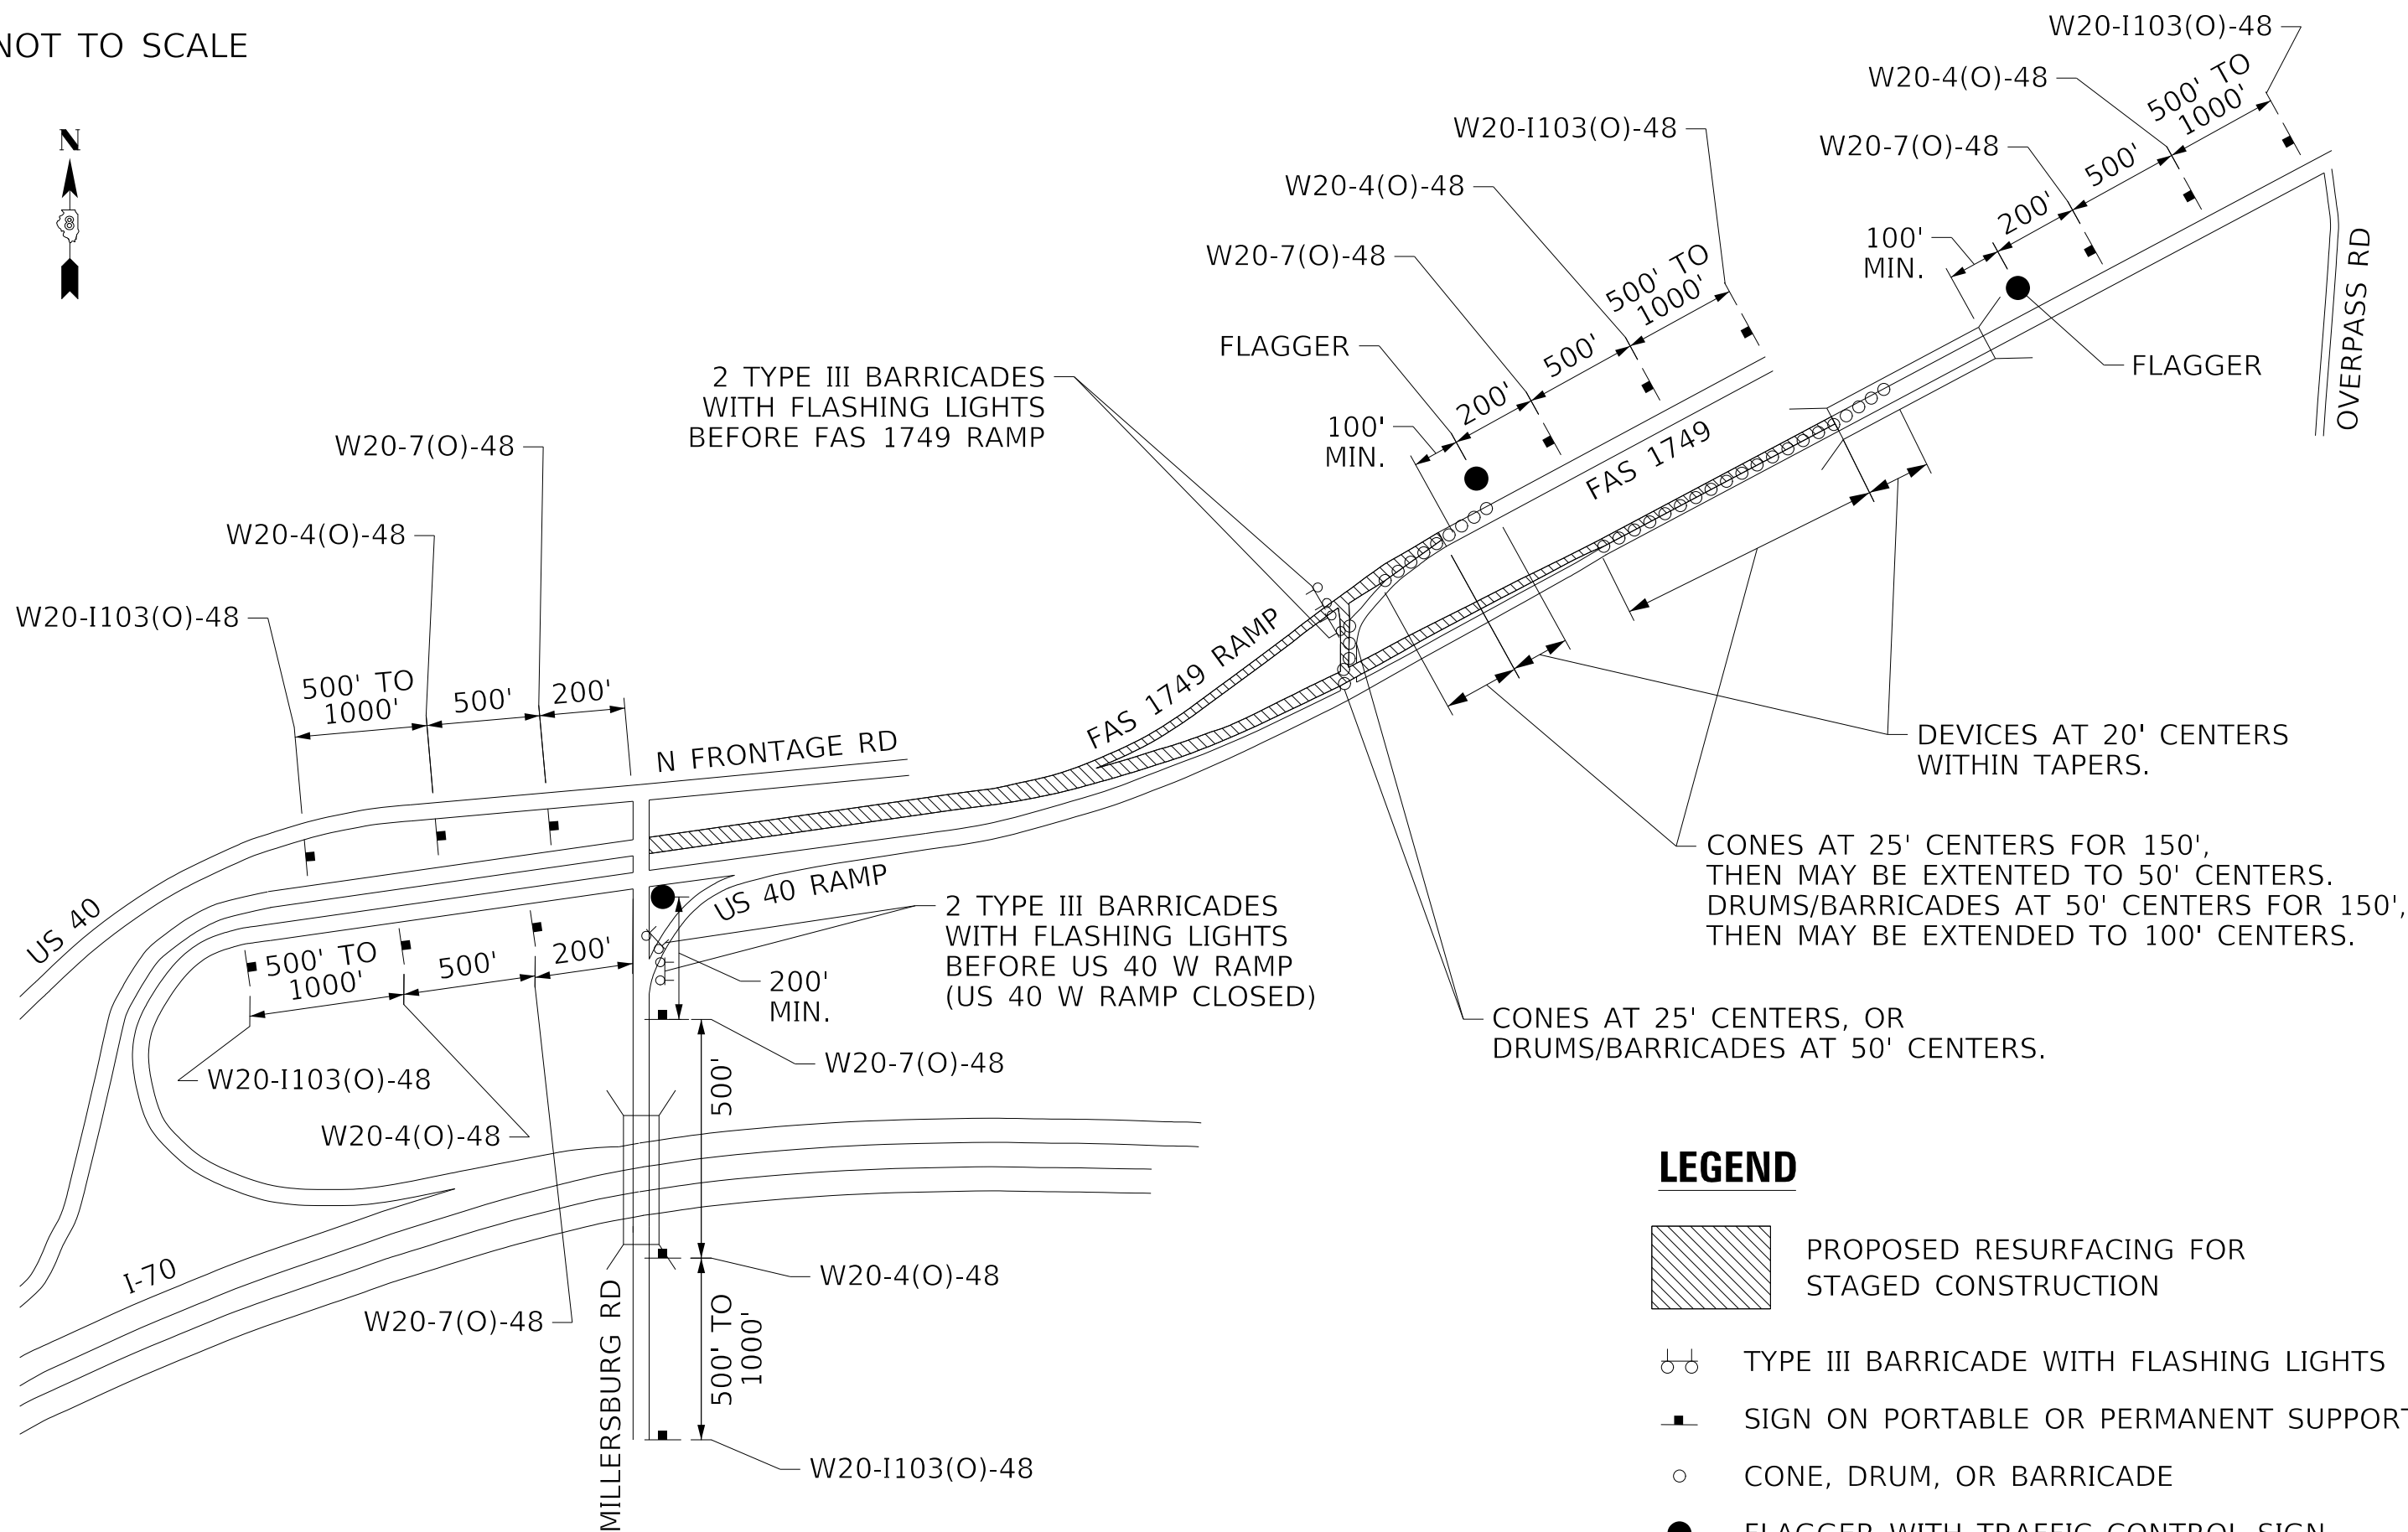 NOT TO SCALE
N
W20-I103(O)-48
W20-4(O)-48
W20-7(O)-48
500' TO
1000'
500'
200'
100'
MIN.
FLAGGER
OVERPASS RD
W20-I103(O)-48
W20-4(O)-48
W20-7(O)-48
FLAGGER
500' TO
1000'
500'
200'
100'
MIN.
FAS 1749
2 TYPE III BARRICADES
WITH FLASHING LIGHTS
BEFORE FAS 1749 RAMP
FAS 1749 RAMP
W20-7(O)-48
W20-4(O)-48
W20-I103(O)-48
500' TO
1000'
500'
200'
N FRONTAGE RD
US 40
US 40 RAMP
DEVICES AT 20' CENTERS
WITHIN TAPERS.
CONES AT 25' CENTERS FOR 150',
THEN MAY BE EXTENTED TO 50' CENTERS.
DRUMS/BARRICADES AT 50' CENTERS FOR 150',
THEN MAY BE EXTENDED TO 100' CENTERS.
2 TYPE III BARRICADES
WITH FLASHING LIGHTS
BEFORE US 40 W RAMP
(US 40 W RAMP CLOSED)
CONES AT 25' CENTERS, OR
DRUMS/BARRICADES AT 50' CENTERS.
500' TO
1000'
500'
200'
200'
MIN.
W20-7(O)-48
W20-I103(O)-48
W20-4(O)-48
500'
I-70
W20-7(O)-48
W20-4(O)-48
500' TO
1000'
MILLERSBURG RD
W20-I103(O)-48
LEGEND
PROPOSED RESURFACING FOR
STAGED CONSTRUCTION
TYPE III BARRICADE WITH FLASHING LIGHTS
SIGN ON PORTABLE OR PERMANENT SUPPORT
CONE, DRUM, OR BARRICADE
FLAGGER WITH TRAFFIC CONTROL SIGN